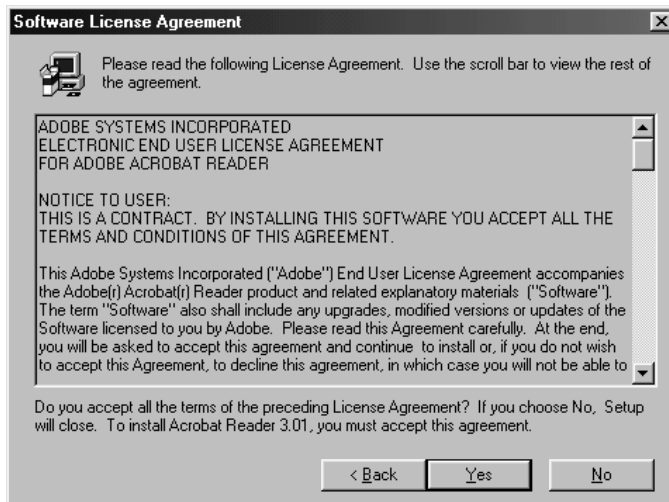 Software License Agreement
Please read the following License Agreement.  Use the scroll bar to view the rest of
the agreement.
ADOBE SYSTEMS INCORPORATED
ELECTRONIC END USER LICENSE AGREEMENT
FOR ADOBE ACROBAT READER
NOTICE TO USER:
THIS IS A CONTRACT.  BY INSTALLING THIS SOFTWARE YOU ACCEPT ALL THE
TERMS AND CONDITIONS OF THIS AGREEMENT.
This Adobe Systems Incorporated ("Adobe") End User License Agreement accompanies
the Adobe(r) Acrobat(r) Reader product and related explanatory materials  ("Software").
The term "Software" also shall include any upgrades, modified versions or updates of the
Software licensed to you by Adobe.  Please read this Agreement carefully.  At the end,
you will be asked to accept this agreement and continue  to install or, if you do not wish
to accept this Agreement, to decline this agreement, in which case you will not be able to
Do you accept all the terms of the preceding License Agreement?  If you choose No,  Setup
will close.  To install Acrobat Reader 3.01, you must accept this agreement.
< Back
Yes
No